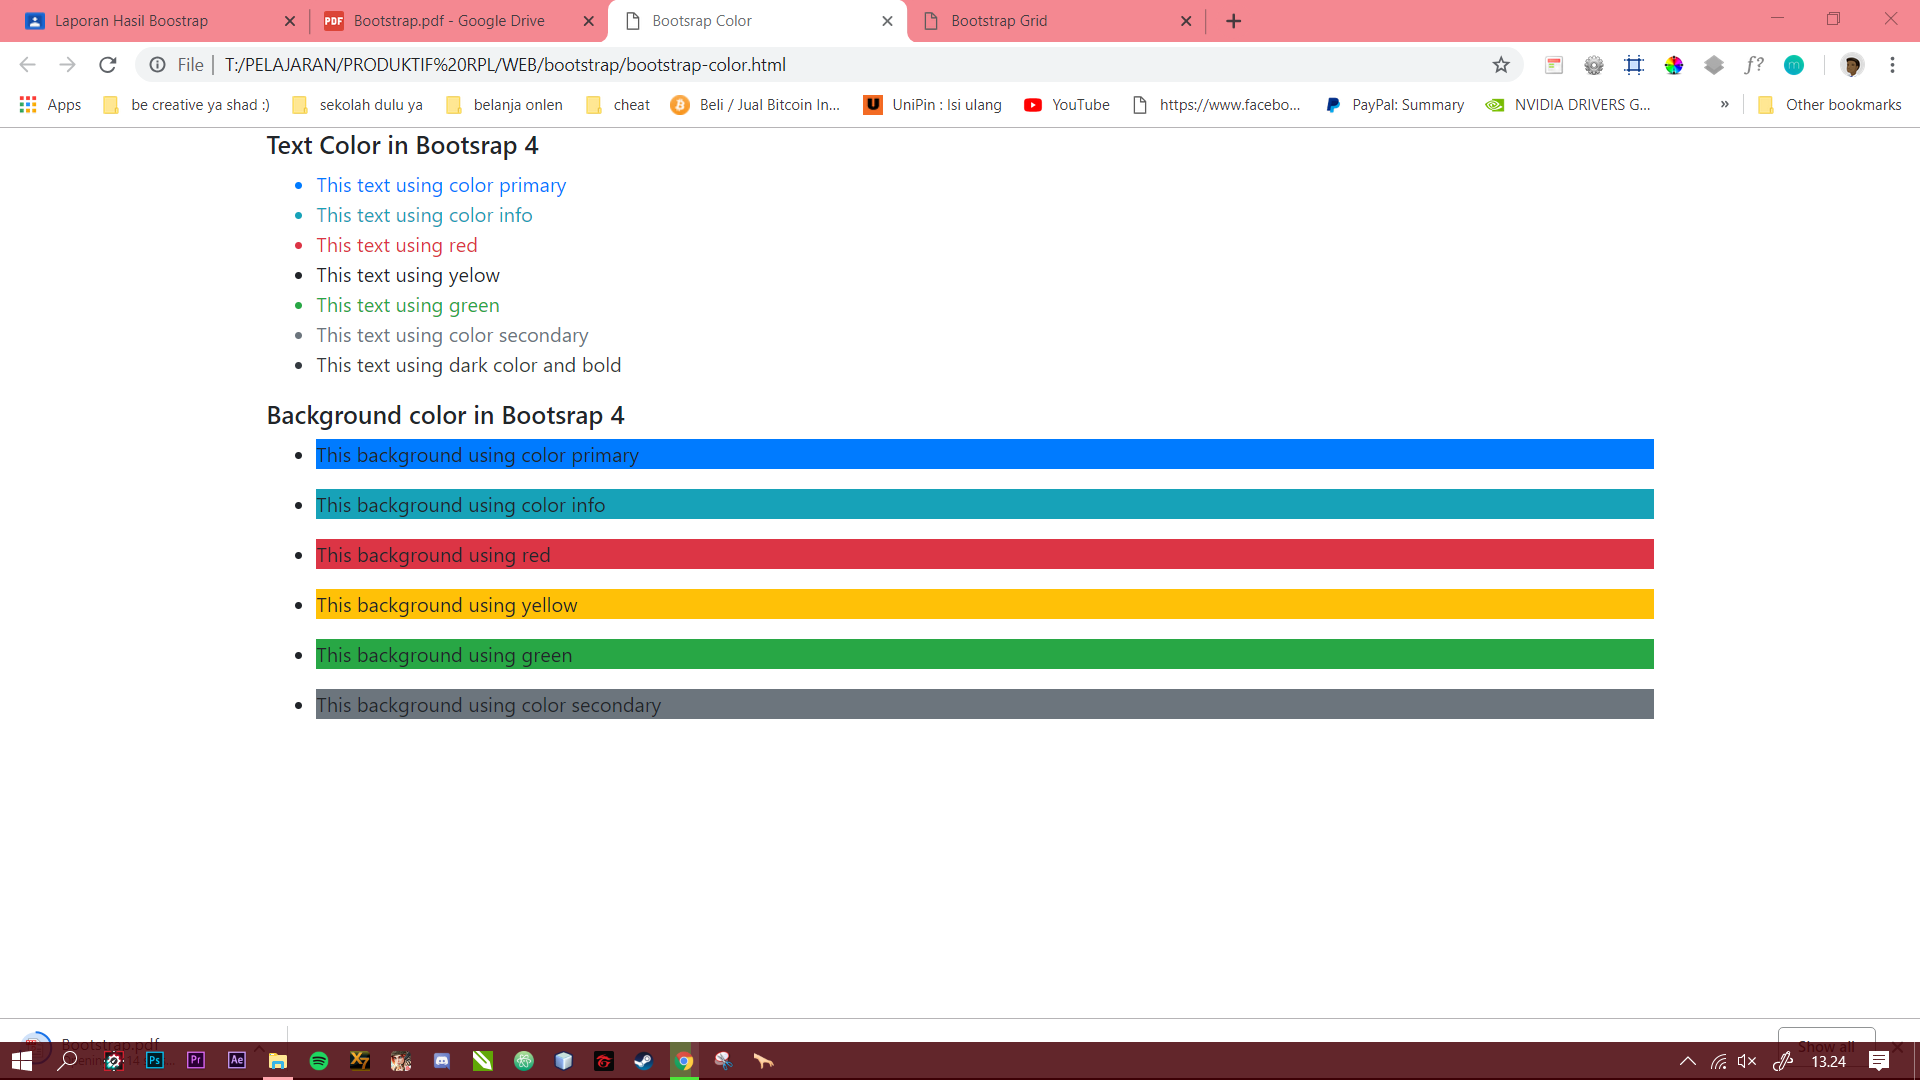 Laporan Hasil Boostrap
PDF Bootstrap.pdf - Google Drive
Bootsrap Color
Bootstrap Grid
File | T:/PELAJARAN/PRODUKTIF%20RPL/WEB/bootstrap/bootstrap-color.html
f?
m
Apps
be creative ya shad :)
sekolah dulu ya
belanja onlen
cheat
Beli / Jual Bitcoin In...
UniPin : Isi ulang
YouTube
https://www.facebo...
PayPal: Summary
NVIDIA DRIVERS G...
»
Other bookmarks
Text Color in Bootsrap 4
This text using color primary
This text using color info
This text using red
This text using yelow
This text using green
This text using color secondary
This text using dark color and bold
Background color in Bootsrap 4
This background using color primary
This background using color info
This background using red
This background using yellow
This background using green
This background using color secondary
Bootstrap.pdf
Show all
Ps
Pr
Ae
X7
13.24